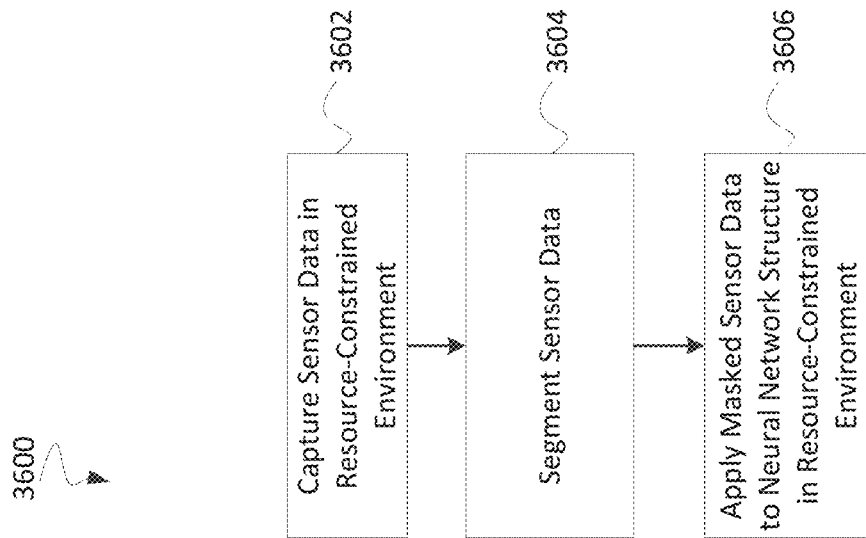 3600
Capture Sensor Data in
Resource-Constrained
Environment
3602
Segment Sensor Data
3604
Apply Masked Sensor Data
to Neural Network Structure
in Resource-Constrained
Environment
3606